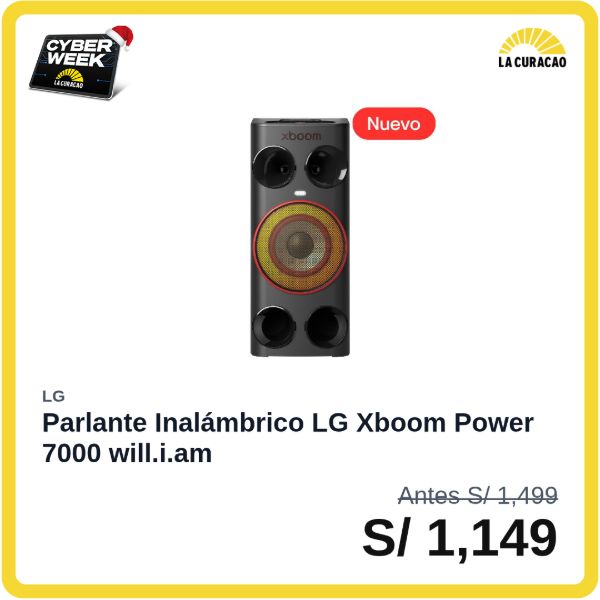 CYBER
WEEK
LA CURACAO
LA CURACAO
Nuevo
xboom
LG
Parlante Inalámbrico LG Xboom Power
7000 will.i.am
Antes S/ 1,499
S/ 1,149